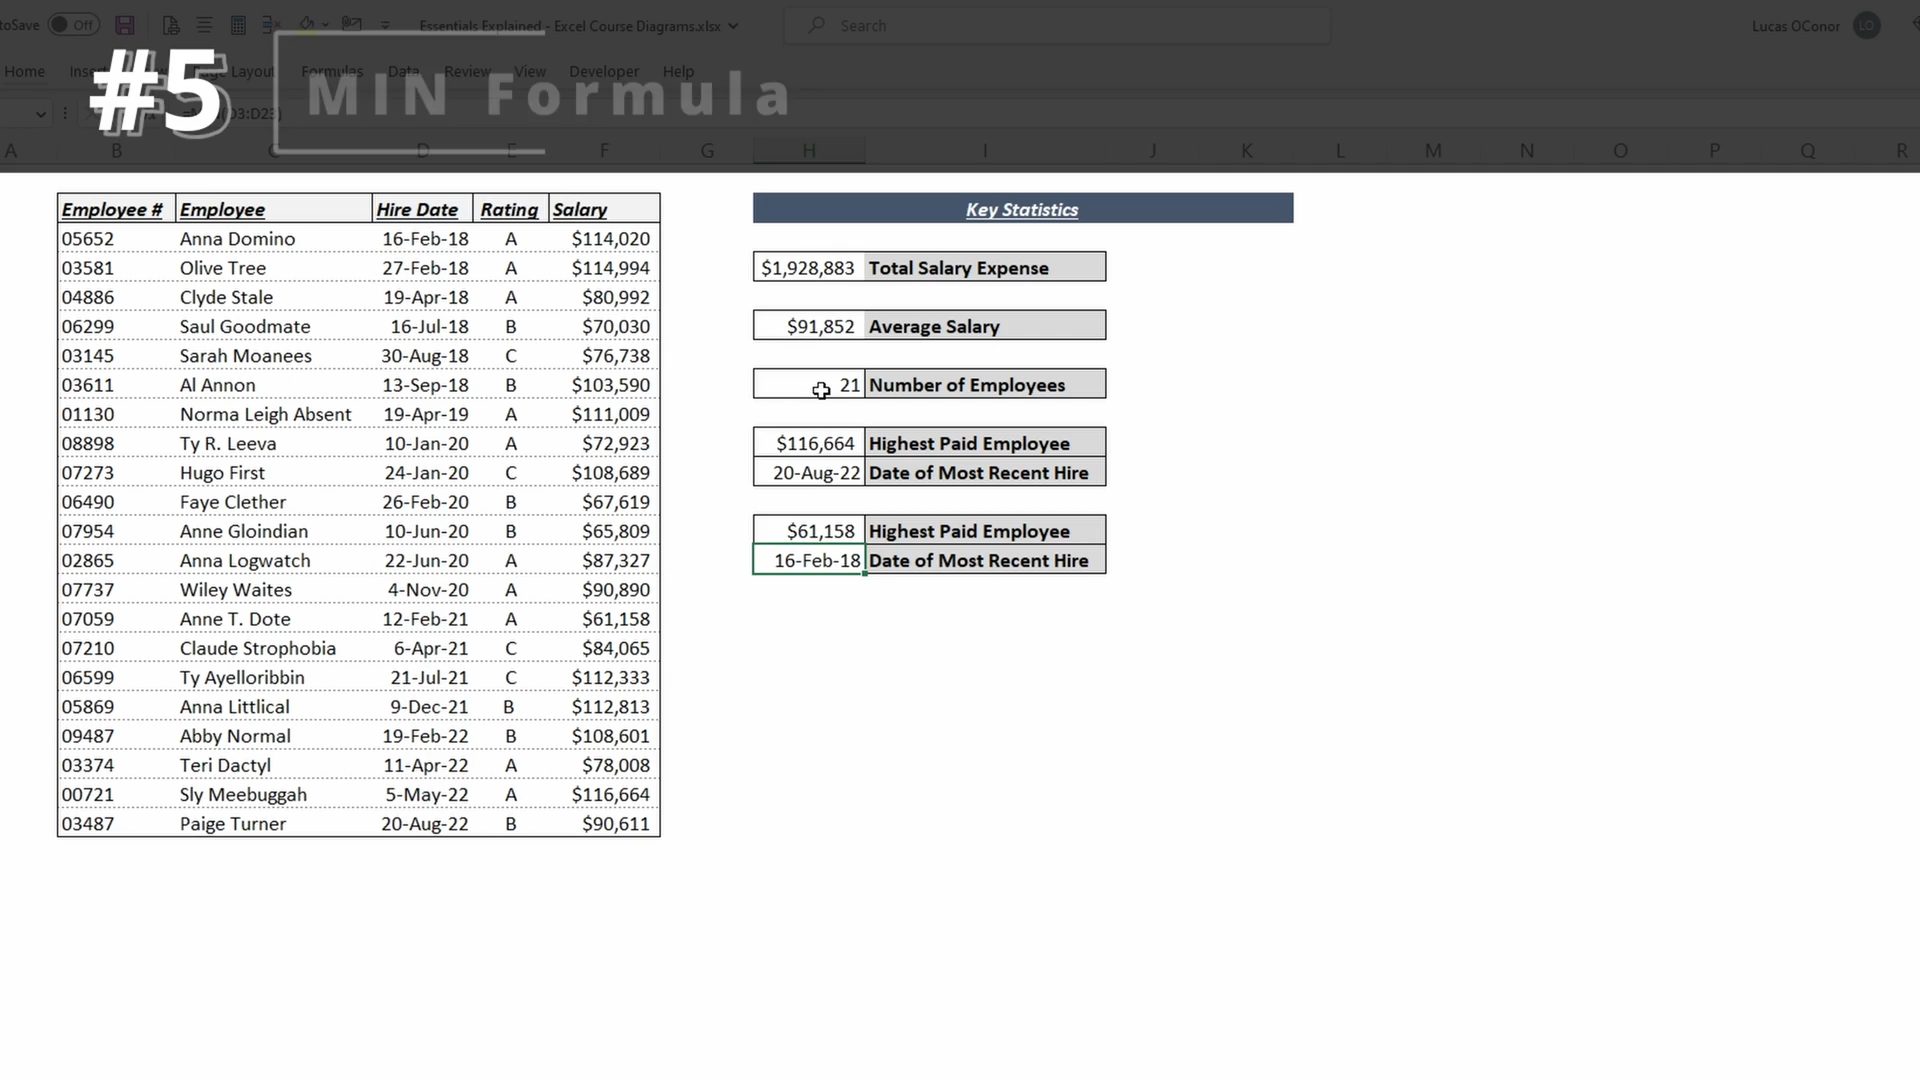 toSave Off Essentials Explained - Excel Course Diagrams.xlsx Search Lucas OConor LO
Home Page Layout Formulas Data Review View Developer Help
#5 MIN Formula
A B C D E F G H I J K L M N O P Q R
Employee # Employee Hire Date Rating Salary
05652 Anna Domino 16-Feb-18 A $114,020
03581 Olive Tree 27-Feb-18 A $114,994
04886 Clyde Stale 19-Apr-18 A $80,992
06299 Saul Goodmate 16-Jul-18 B $70,030
03145 Sarah Moanees 30-Aug-18 C $76,738
03611 Al Annon 13-Sep-18 B $103,590
01130 Norma Leigh Absent 19-Apr-19 A $111,009
08898 Ty R. Leeva 10-Jan-20 A $72,923
07273 Hugo First 24-Jan-20 C $108,689
06490 Faye Clether 26-Feb-20 B $67,619
07954 Anne Gloindian 10-Jun-20 B $65,809
02865 Anna Logwatch 22-Jun-20 A $87,327
07737 Wiley Waites 4-Nov-20 A $90,890
07059 Anne T. Dote 12-Feb-21 A $61,158
07210 Claude Strophobia 6-Apr-21 C $84,065
06599 Ty Ayelloribbin 21-Jul-21 C $112,333
05869 Anna Littlical 9-Dec-21 B $112,813
09487 Abby Normal 19-Feb-22 B $108,601
03374 Teri Dactyl 11-Apr-22 A $78,008
00721 Sly Meebuggah 5-May-22 A $116,664
03487 Paige Turner 20-Aug-22 B $90,611
Key Statistics
$1,928,883 Total Salary Expense
$91,852 Average Salary
21 Number of Employees
$116,664 Highest Paid Employee
20-Aug-22 Date of Most Recent Hire
$61,158 Highest Paid Employee
16-Feb-18 Date of Most Recent Hire